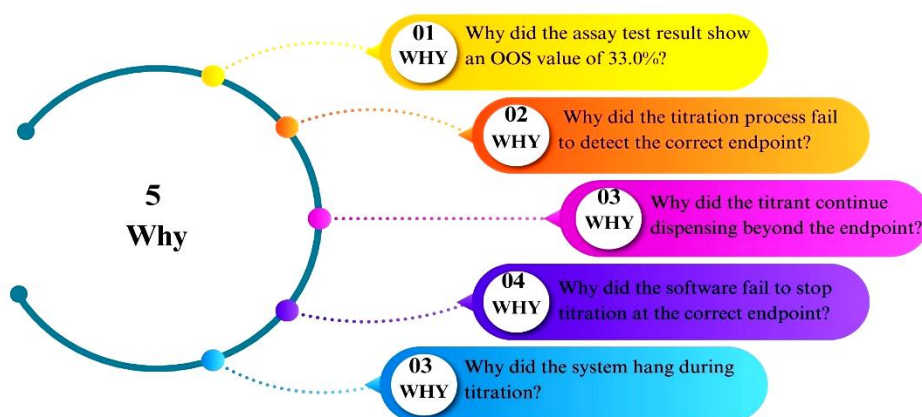 5
Why
01
WHY
Why did the assay test result show
an OOS value of 33.0%?
02
WHY
Why did the titration process fail
to detect the correct endpoint?
03
WHY
Why did the titrant continue
dispensing beyond the endpoint?
04
WHY
Why did the software fail to stop
titration at the correct endpoint?
03
WHY
Why did the system hang during
titration?